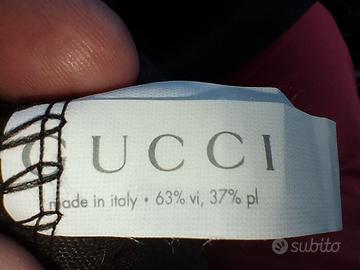 GUCCI
made in italy • 63% vi, 37% pl
subito